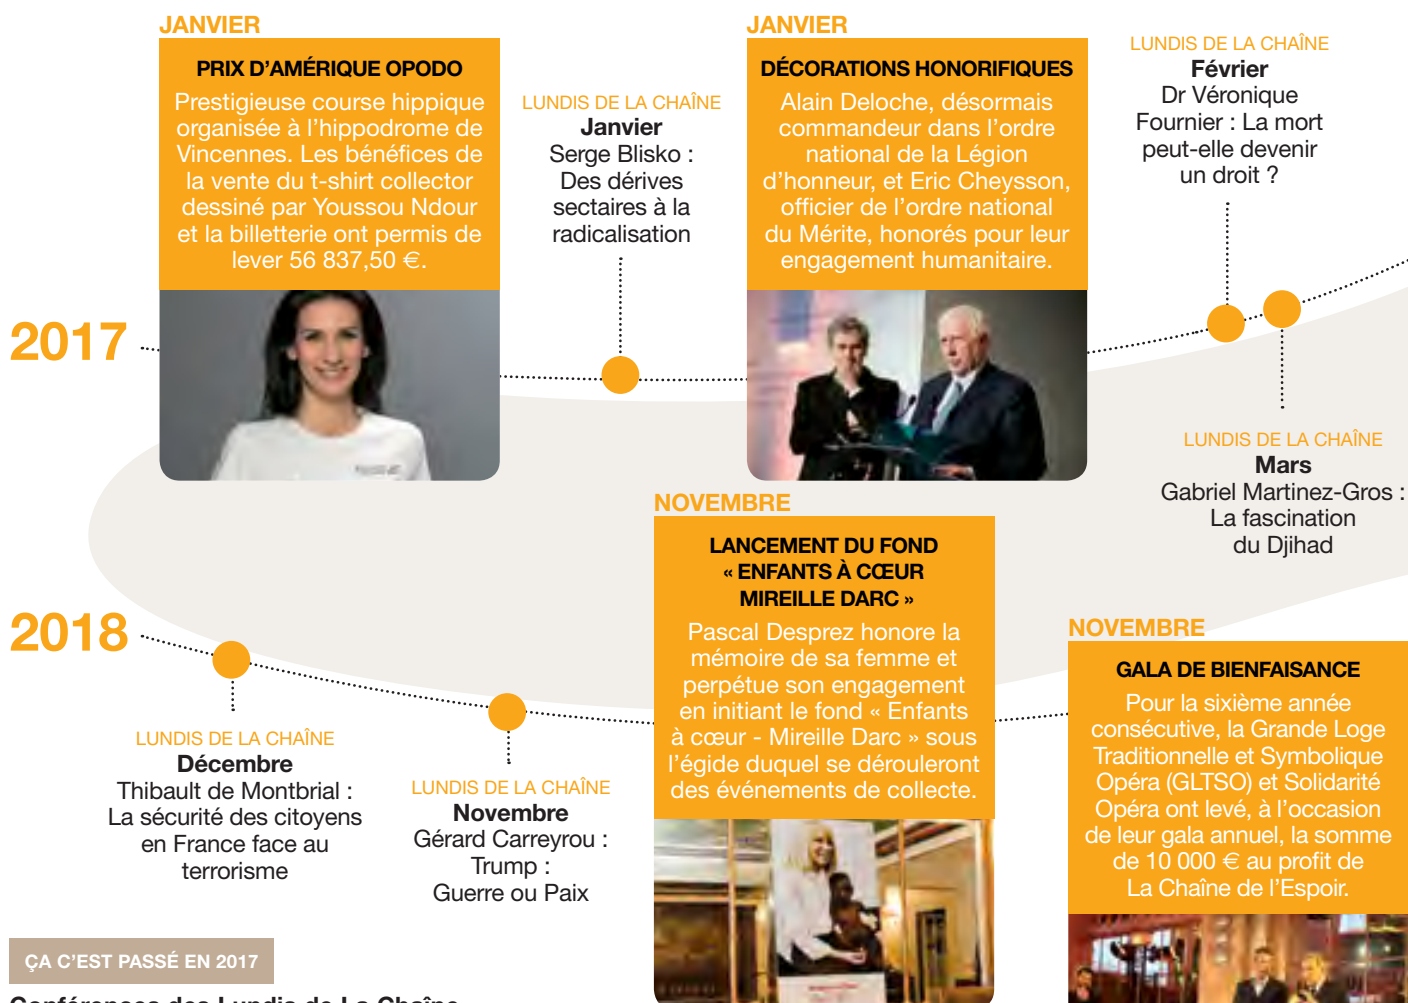 JANVIER
PRIX D’AMÉRIQUE OPODO
Prestigieuse course hippique
organisée à l’hippodrome de
Vincennes. Les bénéfices de
la vente du t-shirt collector
dessiné par Youssou Ndour
et la billetterie ont permis de
lever 56 837,50 €.
LUNDIS DE LA CHAÎNE
Janvier
Serge Blisko :
Des dérives
sectaires à la
radicalisation
JANVIER
DÉCORATIONS HONORIFIQUES
Alain Deloche, désormais
commandeur dans l’ordre
national de la Légion
d’honneur, et Eric Cheysson,
officier de l’ordre national
du Mérite, honorés pour leur
engagement humanitaire.
LUNDIS DE LA CHAÎNE
Février
Dr Véronique
Fournier : La mort
peut-elle devenir
un droit ?
2017
LUNDIS DE LA CHAÎNE
Mars
Gabriel Martinez-Gros :
La fascination
du Djihad
2018
LUNDIS DE LA CHAÎNE
Décembre
Thibault de Montbrial :
La sécurité des citoyens
en France face au
terrorisme
LUNDIS DE LA CHAÎNE
Novembre
Gérard Carreyrou :
Trump :
Guerre ou Paix
NOVEMBRE
LANCEMENT DU FOND
« ENFANTS À CŒUR
MIREILLE DARC »
Pascal Desprez honore la
mémoire de sa femme et
perpétue son engagement
en initiant le fond « Enfants
à cœur - Mireille Darc » sous
l’égide duquel se dérouleront
des événements de collecte.
NOVEMBRE
GALA DE BIENFAISANCE
Pour la sixième année
consécutive, la Grande Loge
Traditionnelle et Symbolique
Opéra (GLTSO) et Solidarité
Opéra ont levé, à l’occasion
de leur gala annuel, la somme
de 10 000 € au profit de
La Chaîne de l’Espoir.
ÇA C’EST PASSÉ EN 2017
Conférences des Lundis de La Chaîne